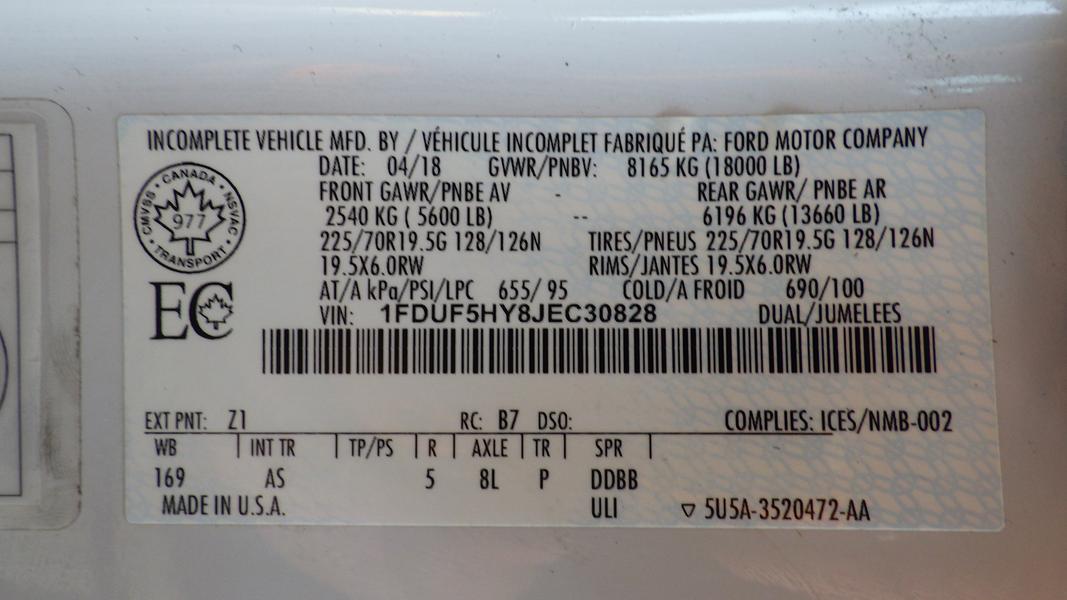 INCOMPLETE VEHICLE MFD. BY / VÉHICULE INCOMPLET FABRIQUÉ PA: FORD MOTOR COMPANY
DATE: 04/18 GVWR/PNBV: 8165 KG (18000 LB)
FRONT GAWR/PNBE AV - REAR GAWR/ PNBE AR
2540 KG ( 5600 LB) -- 6196 KG (13660 LB)
225/70R19.5G 128/126N TIRES/PNEUS 225/70R19.5G 128/126N
19.5X6.0RW RIMS/JANTES 19.5X6.0RW
AT/A kPa/PSI/LPC 655/ 95 COLD/A FROID 690/100
VIN: 1FDUF5HY8JEC30828 DUAL/JUMELEES
CANADA
CMVSS · NSVAC
977
TRANSPORT
EC
EXT PNT: Z1 RC: B7 DSO: COMPLIES: ICES/NMB-002
WB | INT TR | TP/PS | R | AXLE | TR | SPR |
169 AS 5 8L P DDBB
MADE IN U.S.A. ULI ▽ 5U5A-3520472-AA